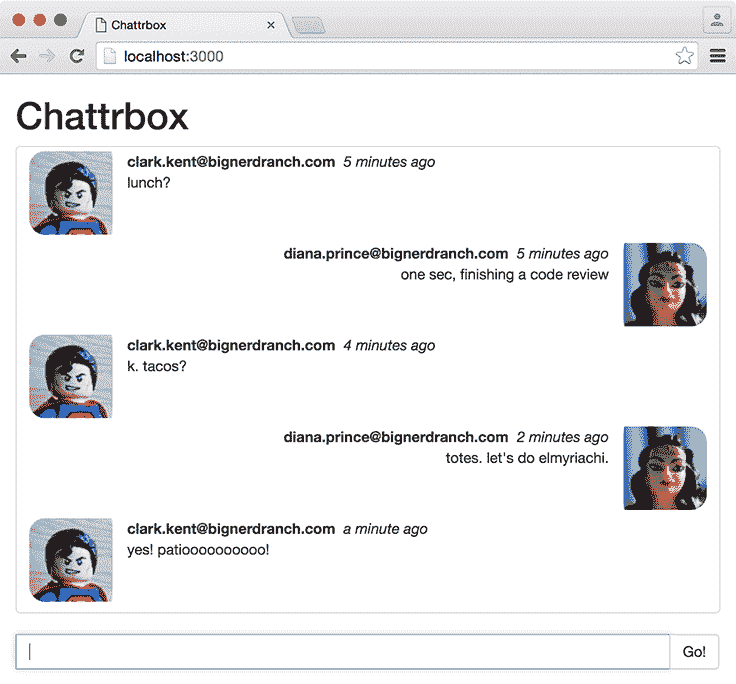 Chattrbox
localhost:3000
Chattrbox
clark.kent@bignerdranch.com 5 minutes ago
lunch?
diana.prince@bignerdranch.com 5 minutes ago
one sec, finishing a code review
clark.kent@bignerdranch.com 4 minutes ago
k. tacos?
diana.prince@bignerdranch.com 2 minutes ago
totes. let's do elmyriachi.
clark.kent@bignerdranch.com a minute ago
yes! patioooooooooo!
Go!